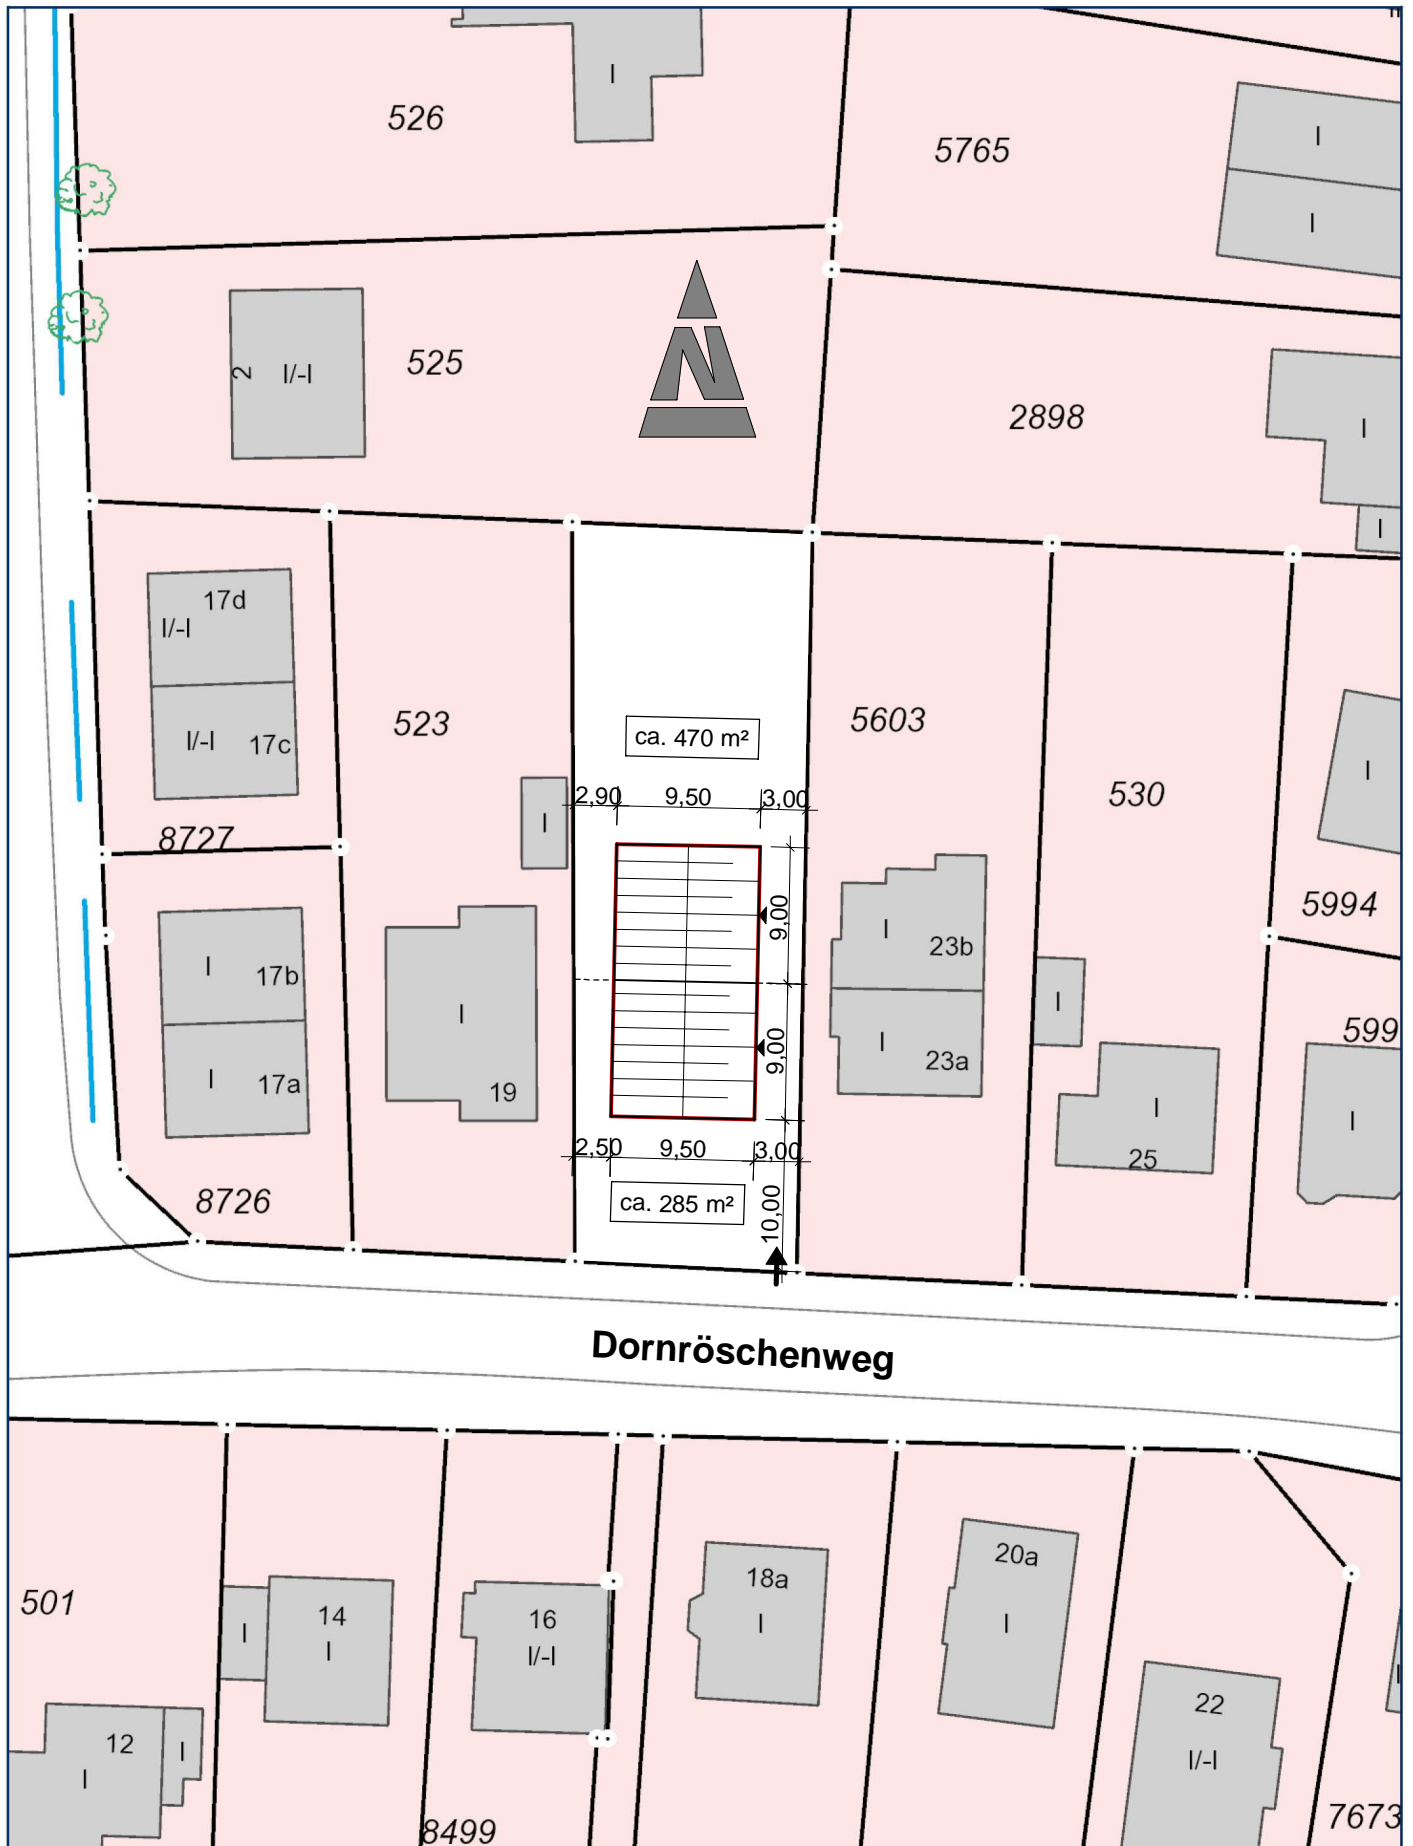 I
526
5765
I
I
2
I/-I
525
N
2898
I
I
17d
I/-I
I/-I
17c
523
ca. 470 m²
5603
I
530
2,90
9,50
3,00
I
8727
9,00
I
23b
5994
I
17b
I
I
9,00
I
23a
599
I
17a
19
I
25
I
2,50
9,50
3,00
8726
ca. 285 m²
10,00
Dornröschenweg
501
14
I
I
16
I/-I
18a
I
20a
I
22
I/-I
12
I
I
8499
7673